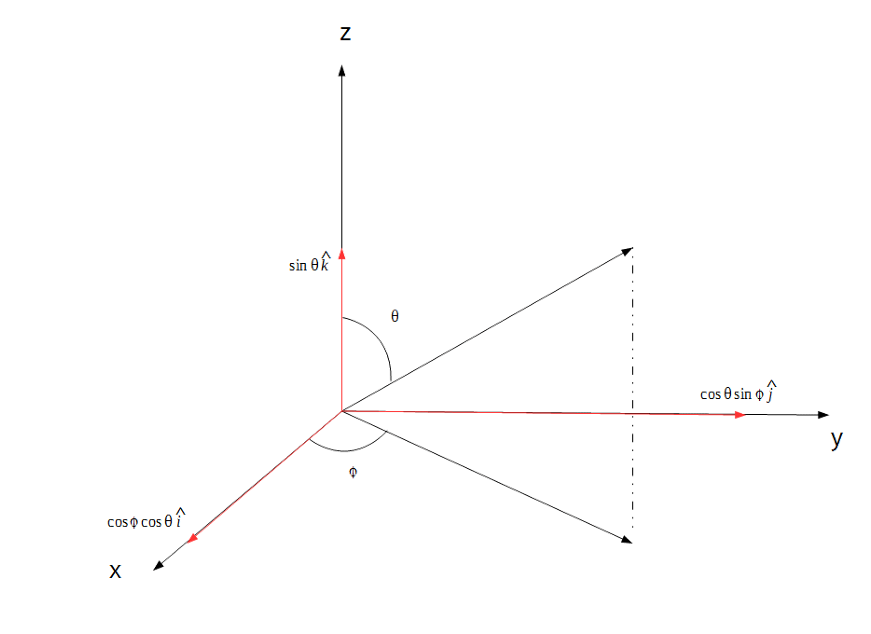 z
sin θ k̂
θ
cos θ sin ϕ ĵ
y
ϕ
cos ϕ cos θ î
x